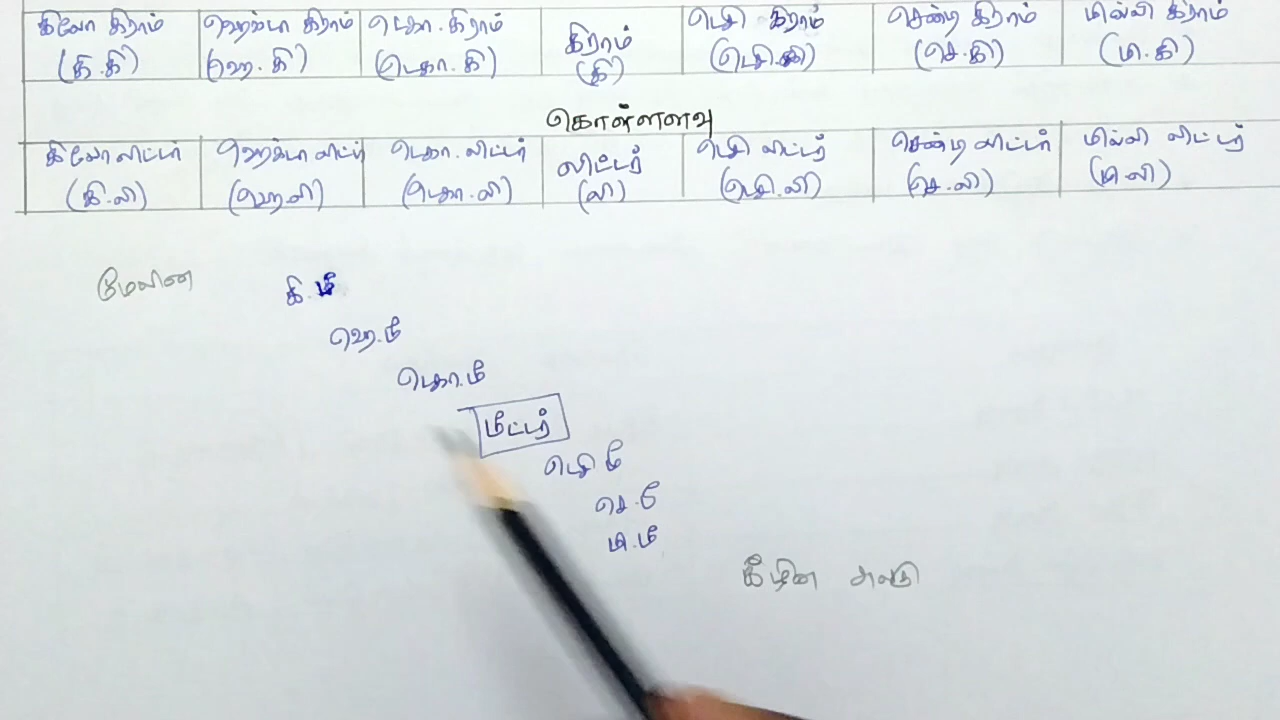 கிலோ கிராம் ஹெக்டா கிராம் டெகா.கிராம் கிராம் டெசி கிராம் சென்டி கிராம் மில்லி கிராம்
(கி.கி) (ஹெ.கி) (டெகா.கி) (கி) (டெசி.கி) (செ.கி) (மி.கி)
கொள்ளளவு
கிலோ லிட்டர் ஹெக்டா லிட்டர் டெகா.லிட்டர் லிட்டர் டெசி லிட்டர் சென்டி லிட்டர் மில்லி லிட்டர்
(கி.லி) (ஹெ.லி) (டெகா.லி) (லி) (டெசி.லி) (செ.லி) (மி.லி)
மேலின கி.மீ
ஹெ.மீ
டெகா.மீ
மீட்டர்
டெசி மீ
செ.மீ
மி.மீ
கீழின அலகு